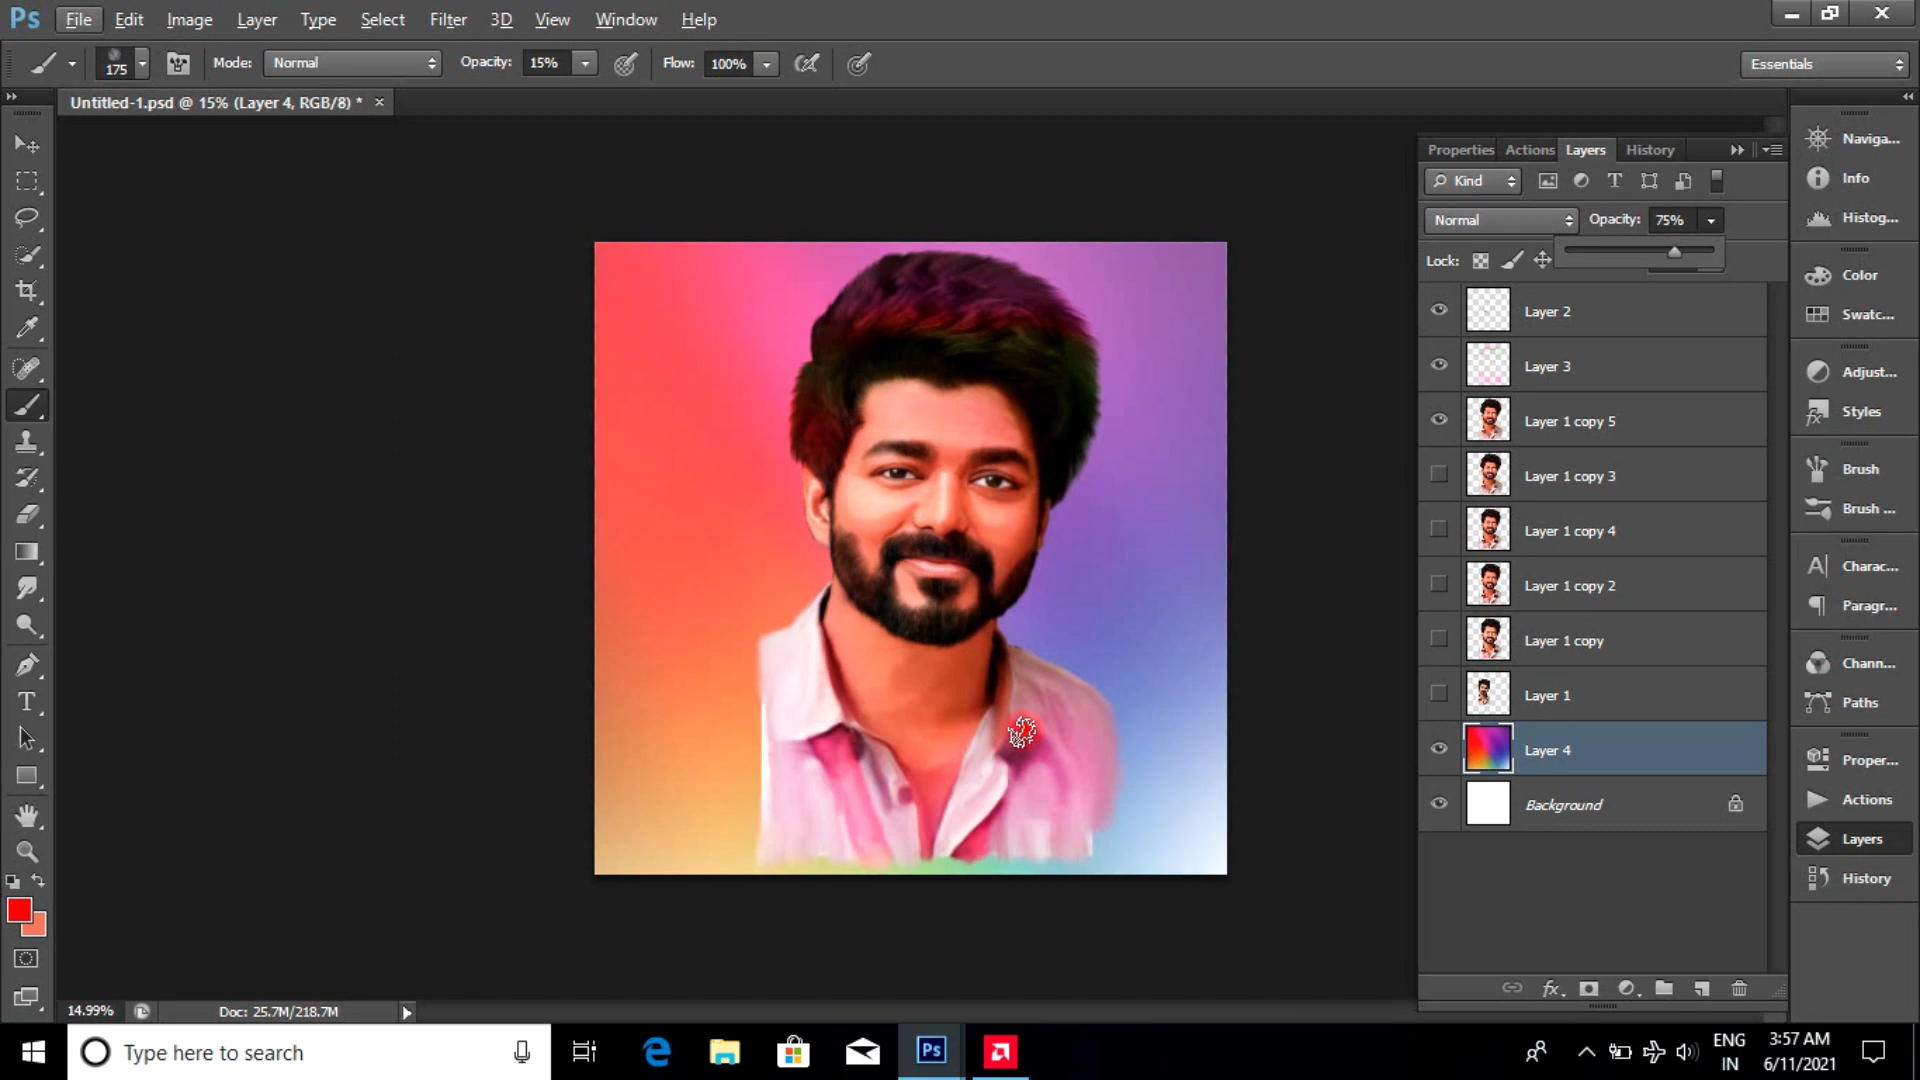 Ps File Edit Image Layer Type Select Filter 3D View Window Help
175 Mode: Normal Opacity: 15% Flow: 100% Essentials
Untitled-1.psd @ 15% (Layer 4, RGB/8) * ×
Properties Actions Layers History
Kind
Normal Opacity: 75%
Lock:
Layer 2
Layer 3
Layer 1 copy 5
Layer 1 copy 3
Layer 1 copy 4
Layer 1 copy 2
Layer 1 copy
Layer 1
Layer 4
Background
Naviga...
Info
Histog...
Color
Swatc...
Adjust...
Styles
Brush
Brush ...
Charac...
Paragr...
Chann...
Paths
Proper...
Actions
Layers
History
14.99% Doc: 25.7M/218.7M
Type here to search
Ps
ENG
IN
3:57 AM
6/11/2021